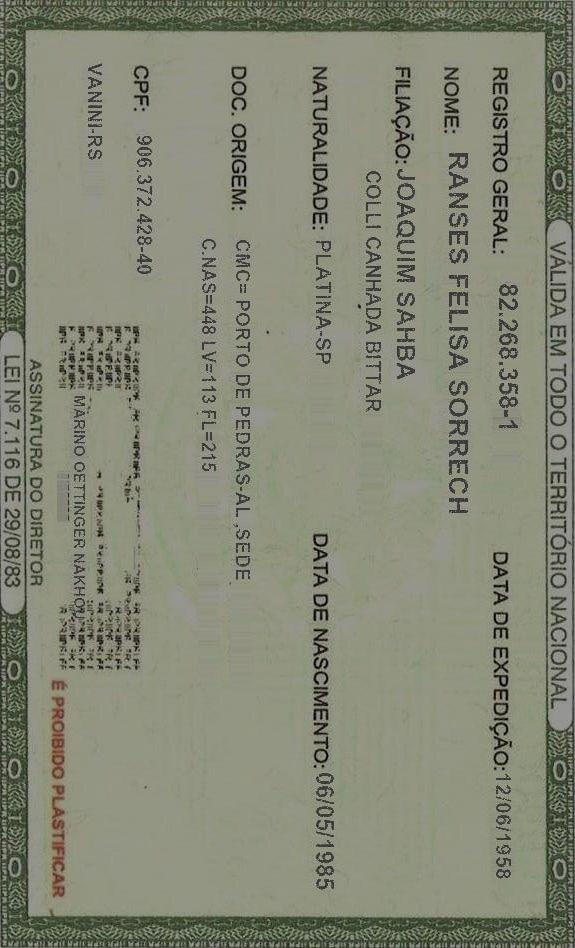 VÁLIDA EM TODO O TERRITÓRIO NACIONAL
REGISTRO GERAL: 82.268.358-1 DATA DE EXPEDIÇÃO: 12/06/1958
NOME: RANSES FELISA SORRECH
FILIAÇÃO: JOAQUIM SAHBA
COLLI CANHADA BITTAR
NATURALIDADE: PLATINA-SP DATA DE NASCIMENTO: 06/05/1985
DOC. ORIGEM: CMC= PORTO DE PEDRAS-AL ,SEDE
C.NAS=448 LV=113 FL=215
CPF: 906.372.428-40
VANINI-RS MARINO OETTINGER NAKHO
ASSINATURA DO DIRETOR É PROIBIDO PLASTIFICAR
LEI Nº 7.116 DE 29/08/83